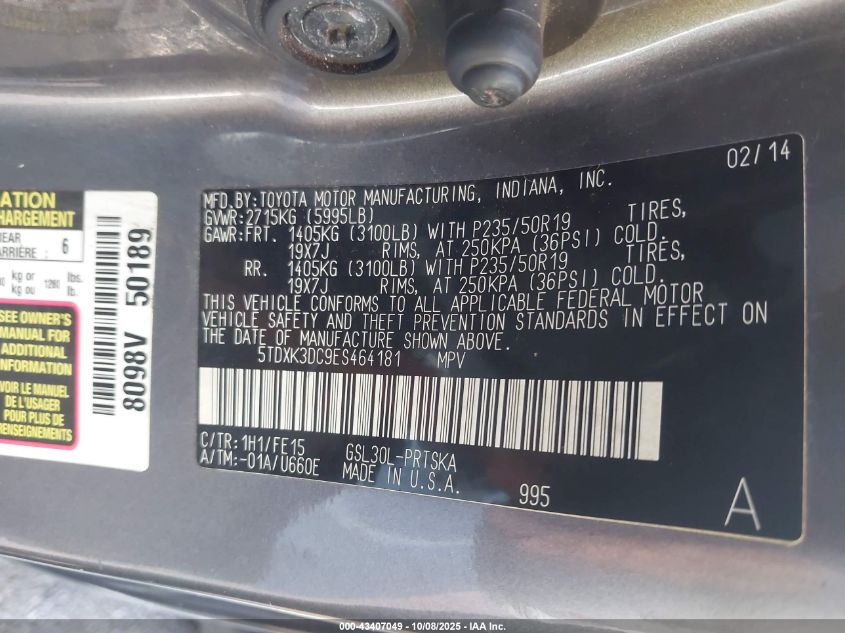 02/14
MFD.BY:TOYOTA MOTOR MANUFACTURING, INDIANA, INC.
GVWR:2715KG (5995LB)
GAWR:FRT. 1405KG (3100LB) WITH P235/50R19 TIRES,
19X7J RIMS, AT 250KPA (36PSI) COLD.
RR. 1405KG (3100LB) WITH P235/50R19 TIRES,
19X7J RIMS, AT 250KPA (36PSI) COLD.
THIS VEHICLE CONFORMS TO ALL APPLICABLE FEDERAL MOTOR
VEHICLE SAFETY AND THEFT PREVENTION STANDARDS IN EFFECT ON
THE DATE OF MANUFACTURE SHOWN ABOVE.
5TDXK3DC9ES464181 MPV
C/TR:1H1/FE15 GSL30L-PRTSKA
A/TM:-01A/U660E MADE IN U.S.A.
995
A
6
kg or
kg ou
lbs.
lb.
SEE OWNER'S
MANUAL FOR
ADDITIONAL
INFORMATION
VOIR LE MANUEL
DE L'USAGER
POUR PLUS DE
RENSEIGNEMENTS
8098V 50189
000-43407049 | 10/08/2025 - IAA Inc.